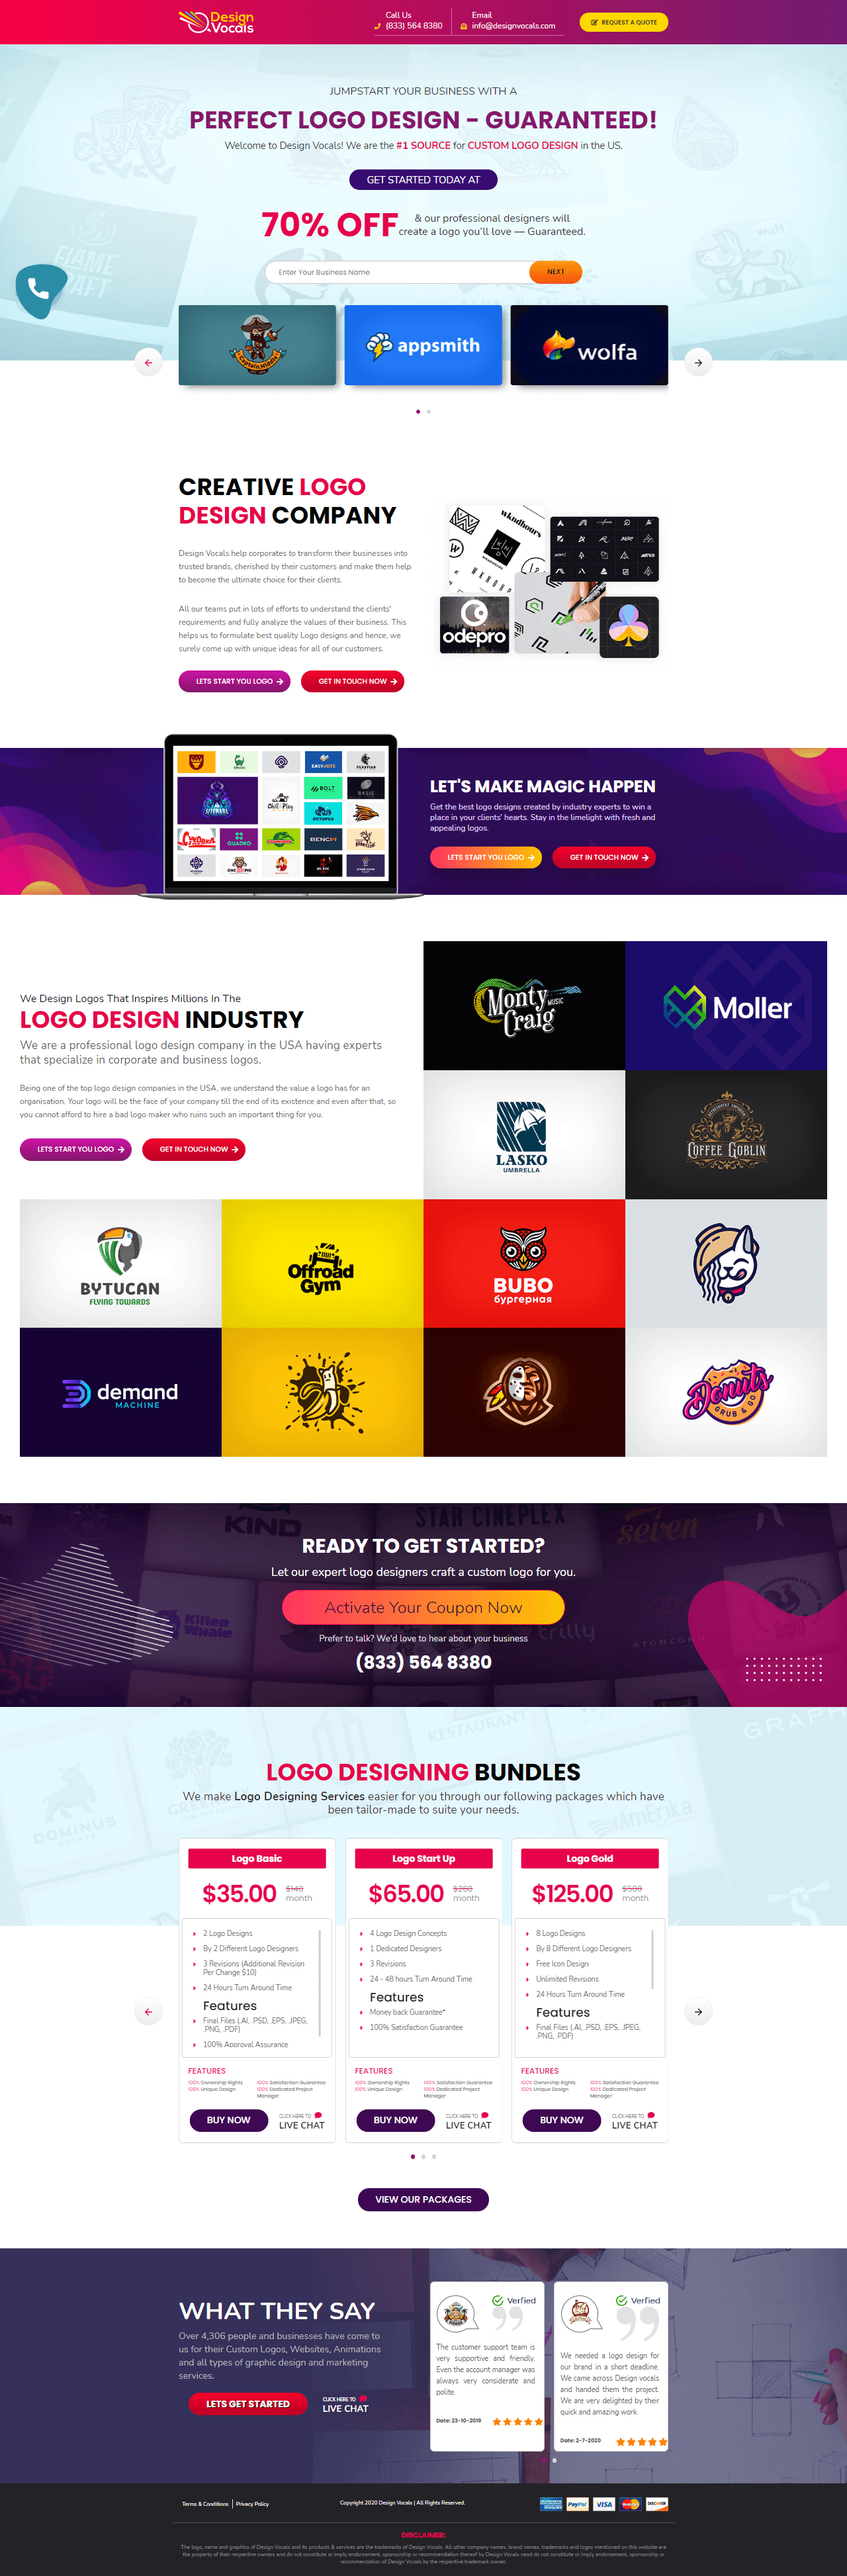 Design
Vocals
Call Us
(833) 564 8380
Email
info@designvocals.com
REQUEST A QUOTE
JUMPSTART YOUR BUSINESS WITH A
PERFECT LOGO DESIGN - GUARANTEED!
Welcome to Design Vocals! We are the #1 SOURCE for CUSTOM LOGO DESIGN in the US.
GET STARTED TODAY AT
70% OFF
& our professional designers will
create a logo you'll love — Guaranteed.
Enter Your Business Name
NEXT
appsmith
wolfa
CREATIVE LOGO
DESIGN COMPANY
Design Vocals help corporates to transform their businesses into
trusted brands, cherished by their customers and make them help
to become the ultimate choice for their clients.
All our teams put in lots of efforts to understand the clients'
requirements and fully analyze the values of their business. This
helps us to formulate best quality Logo designs and hence, we
surely come up with unique ideas for all of our customers.
LETS START YOU LOGO
GET IN TOUCH NOW
Wkndhours
odepro
LET'S MAKE MAGIC HAPPEN
Get the best logo designs created by industry experts to win a
place in your clients' hearts. Stay in the limelight with fresh and
appealing logos.
LETS START YOU LOGO
GET IN TOUCH NOW
BOLT
BASIS
OCTOPUS
QUADRO
BENCH
We Design Logos That Inspires Millions In The
LOGO DESIGN INDUSTRY
We are a professional logo design company in the USA having experts
that specialize in corporate and business logos.
Being one of the top logo design companies in the USA, we understand the value a logo has for an
organisation. Your logo will be the face of your company till the end of its existence and even after that, so
you cannot afford to hire a bad logo maker who ruins such an important thing for you.
LETS START YOU LOGO
GET IN TOUCH NOW
Monty
MUSIC
Craig
Moller
LASKO
UMBRELLA
COFFEE GOBLIN
BYTUCAN
FLYING TOWARDS
Offroad
Gym
BUBO
бургерная
demand
MACHINE
Donuts
GRUB & GO
STAR CINEPLEX
KIND
seven
Killer
Whale
trilly
READY TO GET STARTED?
Let our expert logo designers craft a custom logo for you.
Activate Your Coupon Now
Prefer to talk? We'd love to hear about your business
(833) 564 8380
RESTAURANT
GRAPH
DOMINUS
LOGO DESIGNING BUNDLES
We make Logo Designing Services easier for you through our following packages which have
been tailor-made to suite your needs.
Logo Basic
$35.00
$140
month
2 Logo Designs
By 2 Different Logo Designers
3 Revisions (Additional Revision
Per Change $10)
24 Hours Turn Around Time
Features
Final Files (.AI, .PSD, .EPS, .JPEG,
.PNG, .PDF)
100% Approval Assurance
FEATURES
100% Ownership Rights
100% Satisfaction Guarantee
100% Unique Design
100% Dedicated Project
Manager
BUY NOW
CLICK HERE TO
LIVE CHAT
Logo Start Up
$65.00
$260
month
4 Logo Design Concepts
1 Dedicated Designers
3 Revisions
24 - 48 hours Turn Around Time
Features
Money back Guarantee*
100% Satisfaction Guarantee
FEATURES
100% Ownership Rights
100% Satisfaction Guarantee
100% Unique Design
100% Dedicated Project
Manager
BUY NOW
CLICK HERE TO
LIVE CHAT
Logo Gold
$125.00
$500
month
8 Logo Designs
By 8 Different Logo Designers
Free Icon Design
Unlimited Revisions
24 Hours Turn Around Time
Features
Final Files (.AI, .PSD, .EPS, .JPEG,
.PNG, .PDF)
FEATURES
100% Ownership Rights
100% Satisfaction Guarantee
100% Unique Design
100% Dedicated Project
Manager
BUY NOW
CLICK HERE TO
LIVE CHAT
VIEW OUR PACKAGES
WHAT THEY SAY
Over 4,306 people and businesses have come to
us for their Custom Logos, Websites, Animations
and all types of graphic design and marketing
services.
LETS GET STARTED
CLICK HERE TO
LIVE CHAT
Verfied
The customer support team is
very supportive and friendly.
Even the account manager was
always very considerate and
polite.
Date: 23-10-2019
Verfied
We needed a logo design for
our brand in a short deadline.
We came across Design vocals
and handed them the project.
We are very delighted by their
quick and amazing work.
Date: 2-7-2020
Terms & Conditions
Privacy Policy
Copyright 2020 Design Vocals | All Rights Reserved.
PayPal
VISA
DISCOVER
DISCLAIMER:
The logo, name and graphics of Design Vocals and its products & services are the trademarks of Design Vocals. All other company names, brand names, trademarks and logos mentioned on this website are
the property of their respective owners and do not constitute or imply endorsement, sponsorship or recommendation thereof by Design Vocals vand do not constitute or imply endorsement, sponsorship or
recommendation of Design Vocals by the respective trademark owner.